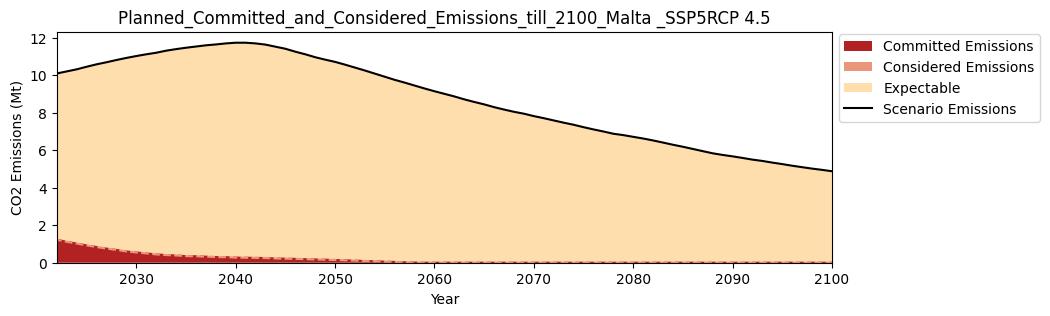 Planned_Committed_and_Considered_Emissions_till_2100_Malta _SSP5RCP 4.5
12
10
8
6
4
2
0
CO2 Emissions (Mt)
2030
2040
2050
2060
2070
2080
2090
2100
Year
Committed Emissions
Considered Emissions
Expectable
Scenario Emissions